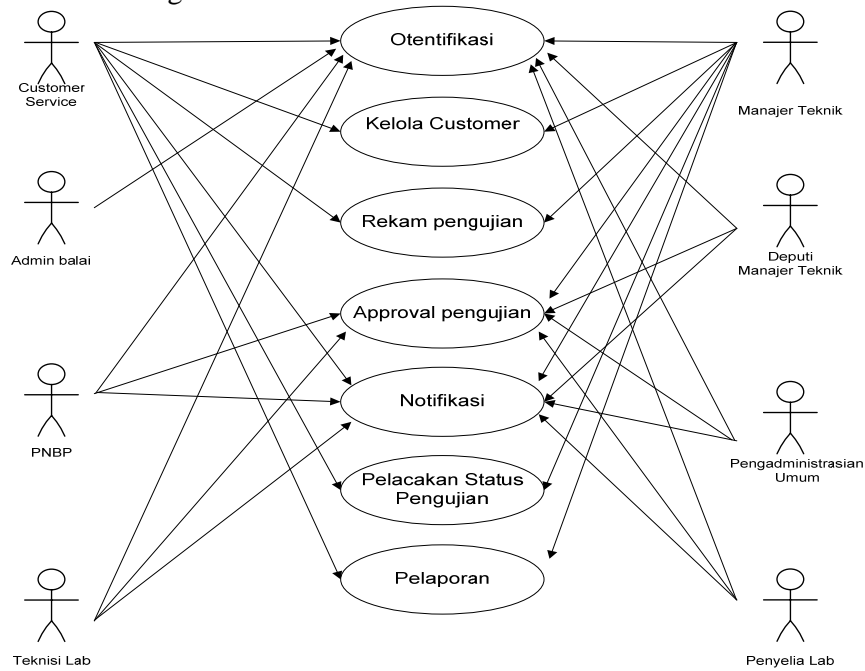 Otentifikasi
Customer
Service
Manajer Teknik
Kelola Customer
Rekam pengujian
Admin balai
Deputi
Manajer Teknik
Approval pengujian
Notifikasi
PNBP
Pengadministrasian
Umum
Pelacakan Status
Pengujian
Pelaporan
Teknisi Lab
Penyelia Lab